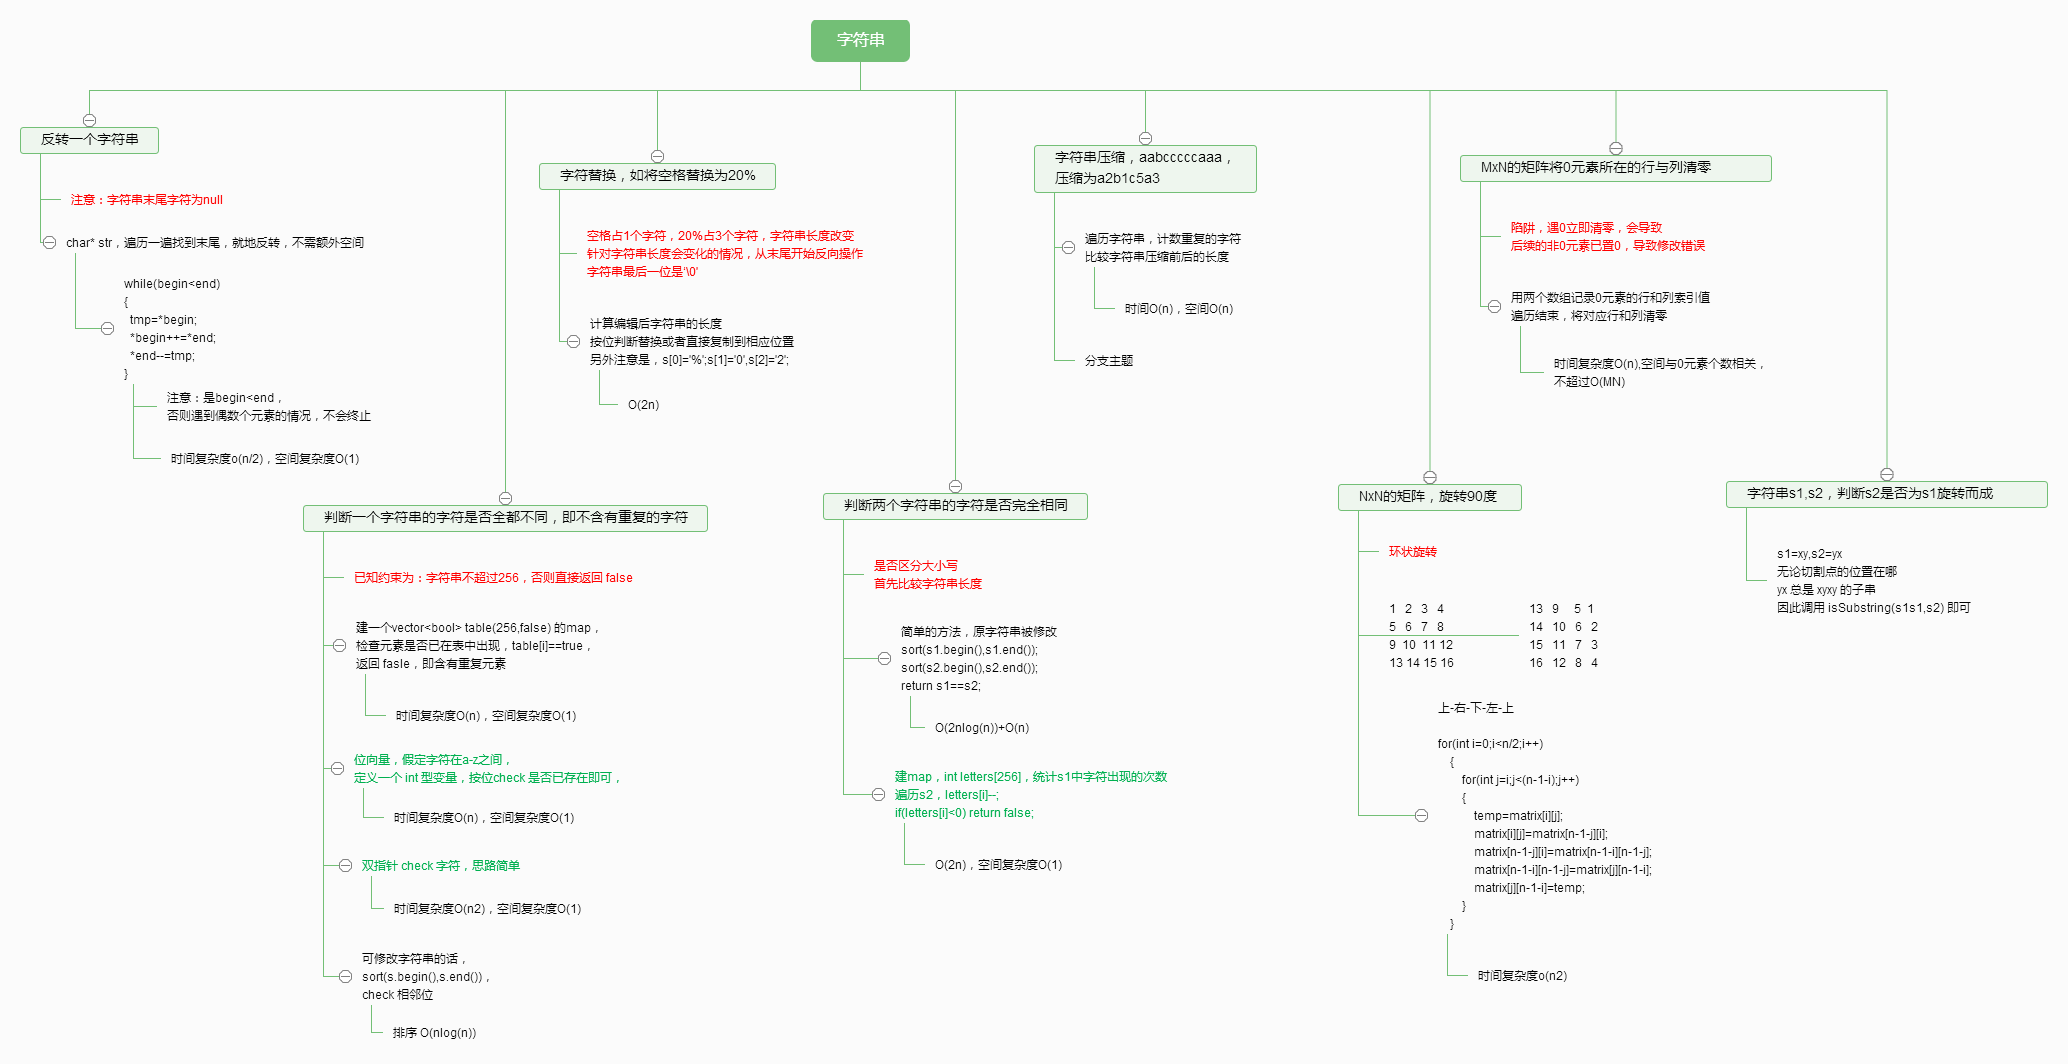 字符串
反转一个字符串
注意：字符串末尾字符为null
char* str，遍历一遍找到末尾，就地反转，不需额外空间
while(begin<end)
{
tmp=*begin;
*begin++=*end;
*end--=tmp;
}
注意：是begin<end，
否则遇到偶数个元素的情况，不会终止
时间复杂度o(n/2)，空间复杂度O(1)
判断一个字符串的字符是否全都不同，即不含有重复的字符
已知约束为：字符串不超过256，否则直接返回 false
建一个vector<bool> table(256,false) 的map，
检查元素是否已在表中出现，table[i]==true，
返回 fasle，即含有重复元素
时间复杂度O(n)，空间复杂度O(1)
位向量，假定字符在a-z之间，
定义一个 int 型变量，按位check 是否已存在即可，
时间复杂度O(n)，空间复杂度O(1)
双指针 check 字符，思路简单
时间复杂度O(n2)，空间复杂度O(1)
可修改字符串的话，
sort(s.begin(),s.end())，
check 相邻位
排序 O(nlog(n))
字符替换，如将空格替换为20%
空格占1个字符，20%占3个字符，字符串长度改变
针对字符串长度会变化的情况，从末尾开始反向操作
字符串最后一位是'\0'
计算编辑后字符串的长度
按位判断替换或者直接复制到相应位置
另外注意是，s[0]='%';s[1]='0',s[2]='2';
O(2n)
判断两个字符串的字符是否完全相同
是否区分大小写
首先比较字符串长度
简单的方法，原字符串被修改
sort(s1.begin(),s1.end());
sort(s2.begin(),s2.end());
return s1==s2;
O(2nlog(n))+O(n)
建map，int letters[256]，统计s1中字符出现的次数
遍历s2，letters[i]--;
if(letters[i]<0) return false;
O(2n)，空间复杂度O(1)
字符串压缩，aabcccccaaa，
压缩为a2b1c5a3
遍历字符串，计数重复的字符
比较字符串压缩前后的长度
时间O(n)，空间O(n)
分支主题
NxN的矩阵，旋转90度
环状旋转
1 2 3 4 13 9 5 1
5 6 7 8 14 10 6 2
9 10 11 12 15 11 7 3
13 14 15 16 16 12 8 4
上-右-下-左-上
for(int i=0;i<n/2;i++)
{
for(int j=i;j<(n-1-i);j++)
{
temp=matrix[i][j];
matrix[i][j]=matrix[n-1-j][i];
matrix[n-1-j][i]=matrix[n-1-i][n-1-j];
matrix[n-1-i][n-1-j]=matrix[j][n-1-i];
matrix[j][n-1-i]=temp;
}
}
时间复杂度o(n2)
MxN的矩阵将0元素所在的行与列清零
陷阱，遇0立即清零，会导致
后续的非0元素已置0，导致修改错误
用两个数组记录0元素的行和列索引值
遍历结束，将对应行和列清零
时间复杂度O(n),空间与0元素个数相关，
不超过O(MN)
字符串s1,s2，判断s2是否为s1旋转而成
s1=xy,s2=yx
无论切割点的位置在哪
yx 总是 xyxy 的子串
因此调用 isSubstring(s1s1,s2) 即可